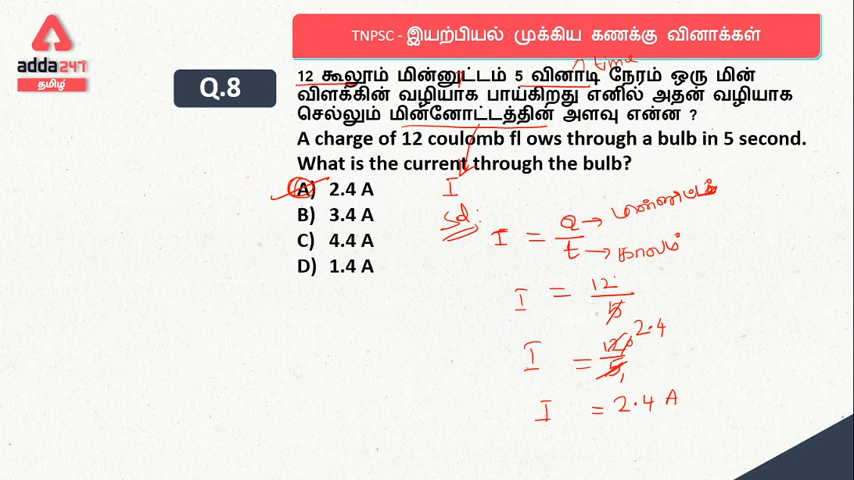 TNPSC - இயற்பியல் முக்கிய கணக்கு வினாக்கள்
adda247
தமிழ்
Q.8
time
12 கூலூம் மின்னுட்டம் 5 வினாடி நேரம் ஒரு மின்
விளக்கின் வழியாக பாய்கிறது எனில் அதன் வழியாக
செல்லும் மின்னோட்டத்தின் அளவு என்ன ?
A charge of 12 coulomb fl ows through a bulb in 5 second.
What is the current through the bulb?
A) 2.4 A
B) 3.4 A
C) 4.4 A
D) 1.4 A
I
Sol:
I = Q → மின்னூட்டம்
t → காலம்
I = 12
5
2.4
I = 12
5 1
I = 2.4 A